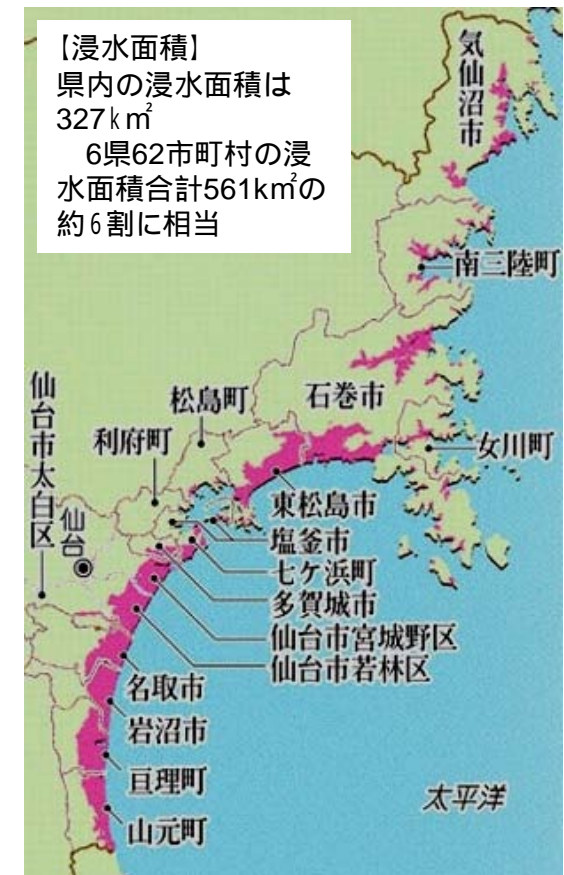 【浸水面積】
県内の浸水面積は
327㎢
6県62市町村の浸
水面積合計561㎢の
約6割に相当
気仙沼市
南三陸町
石巻市
松島町
女川町
利府町
仙台市太白区
仙台
東松島市
塩釜市
七ケ浜町
多賀城市
仙台市宮城野区
仙台市若林区
名取市
岩沼市
亘理町
山元町
太平洋